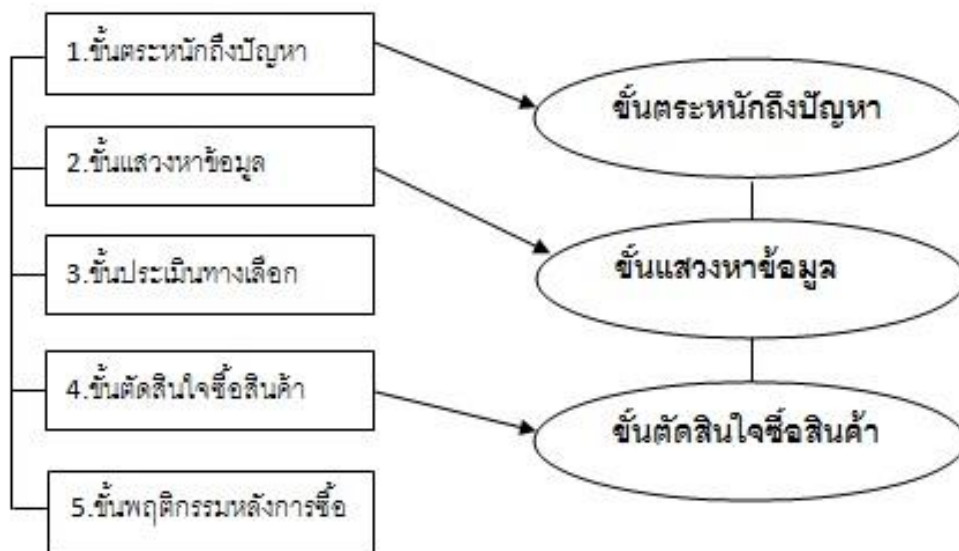 1.ขั้นตระหนักถึงปัญหา
2.ขั้นแสวงหาข้อมูล
3.ขั้นประเมินทางเลือก
4.ขั้นตัดสินใจซื้อสินค้า
5.ขั้นพฤติกรรมหลังการซื้อ
ขั้นตระหนักถึงปัญหา
ขั้นแสวงหาข้อมูล
ขั้นตัดสินใจซื้อสินค้า